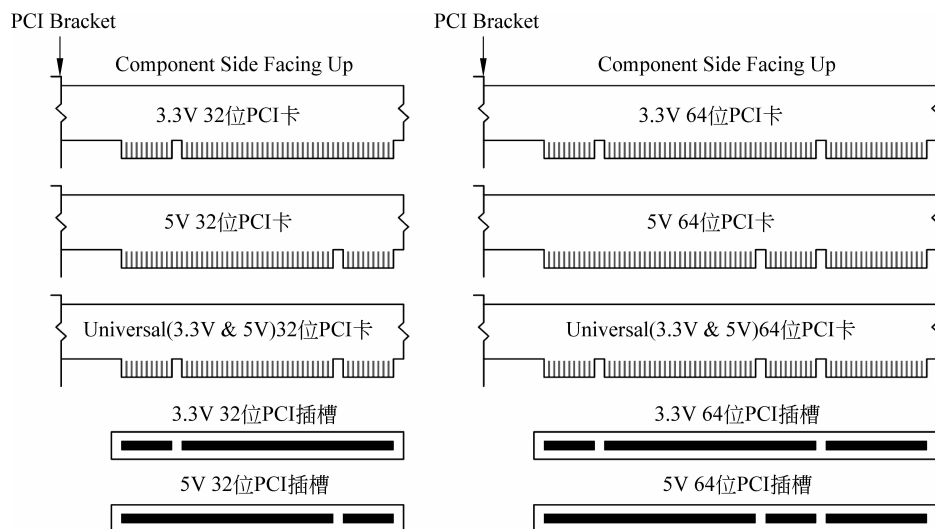 PCI Bracket
Component Side Facing Up
3.3V 32位PCI卡
5V 32位PCI卡
Universal(3.3V & 5V)32位PCI卡
3.3V 32位PCI插槽
5V 32位PCI插槽
PCI Bracket
Component Side Facing Up
3.3V 64位PCI卡
5V 64位PCI卡
Universal(3.3V & 5V)64位PCI卡
3.3V 64位PCI插槽
5V 64位PCI插槽